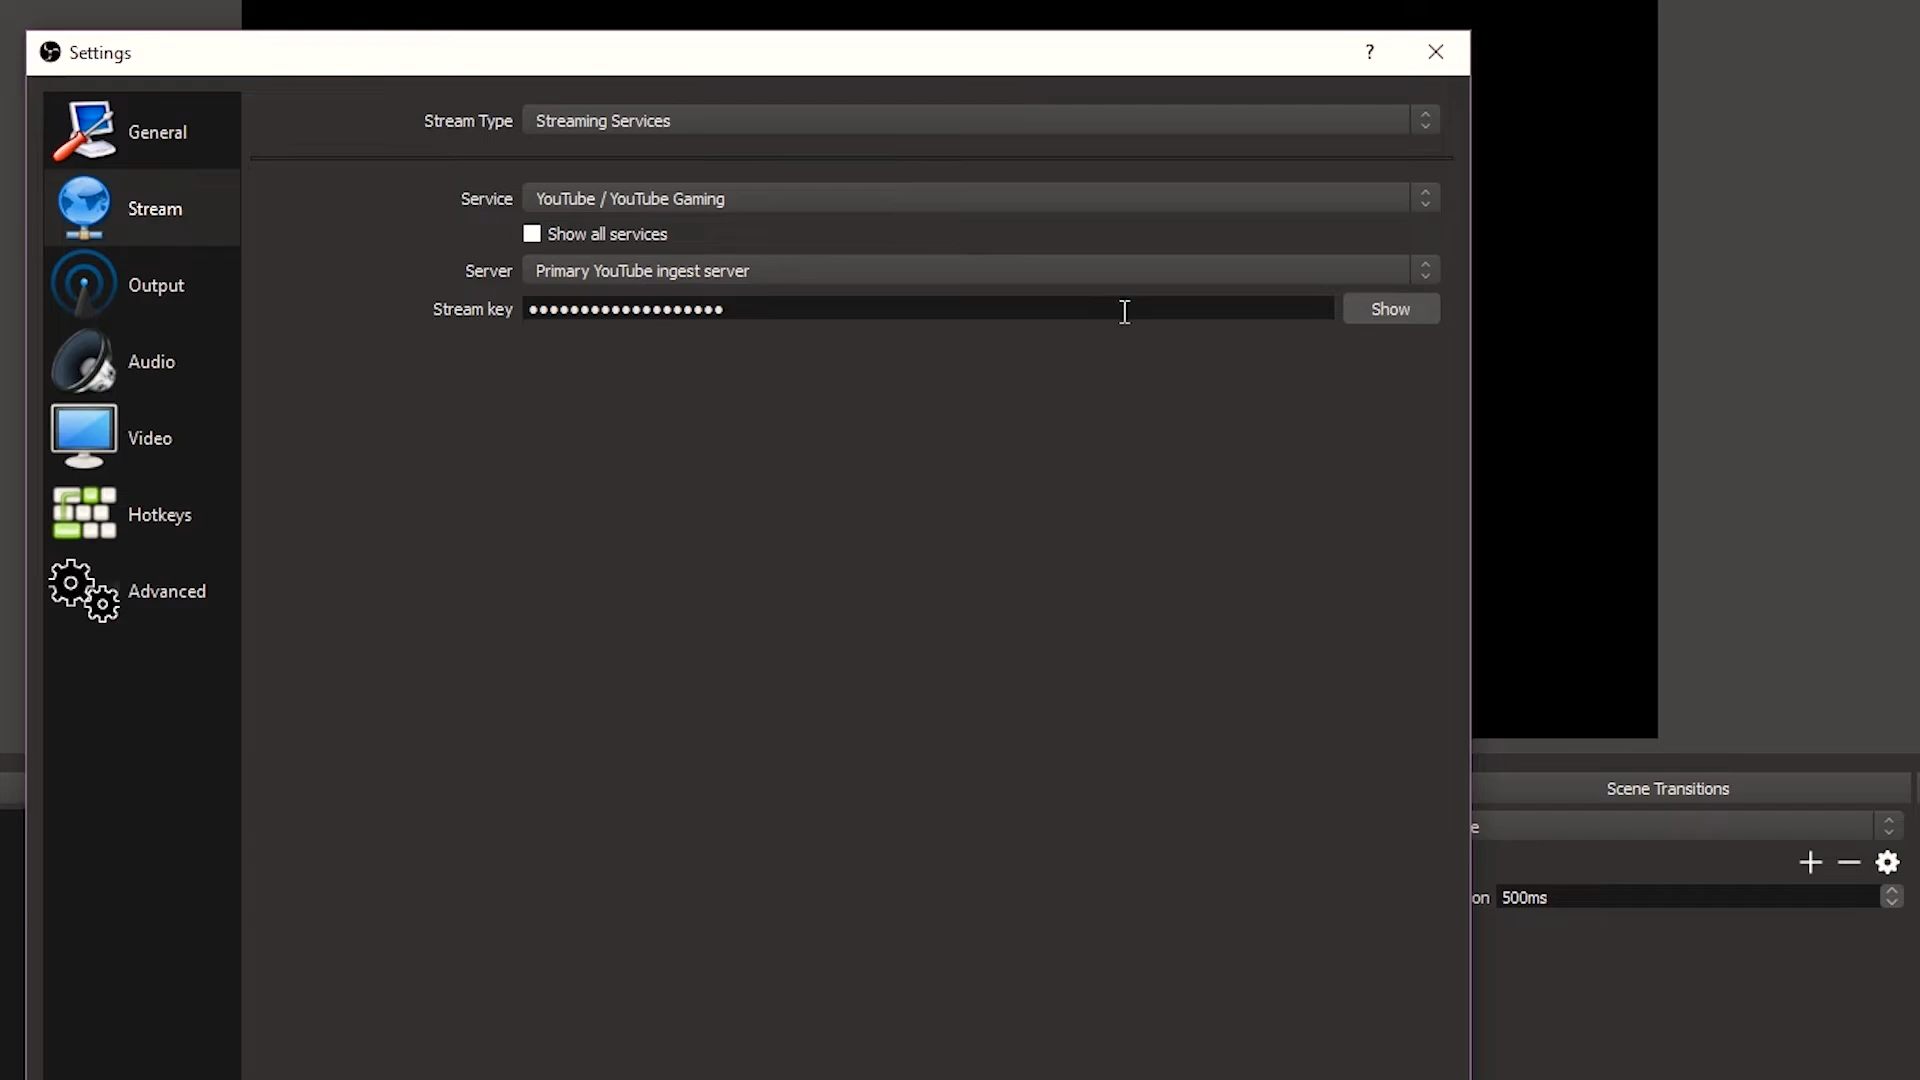 Settings
?
General
Stream
Output
Audio
Video
Hotkeys
Advanced
Stream Type Streaming Services
Service YouTube / YouTube Gaming
Show all services
Server Primary YouTube ingest server
Stream key ●●●●●●●●●●●●●●●●●●● Show
Scene Transitions
e
on 500ms